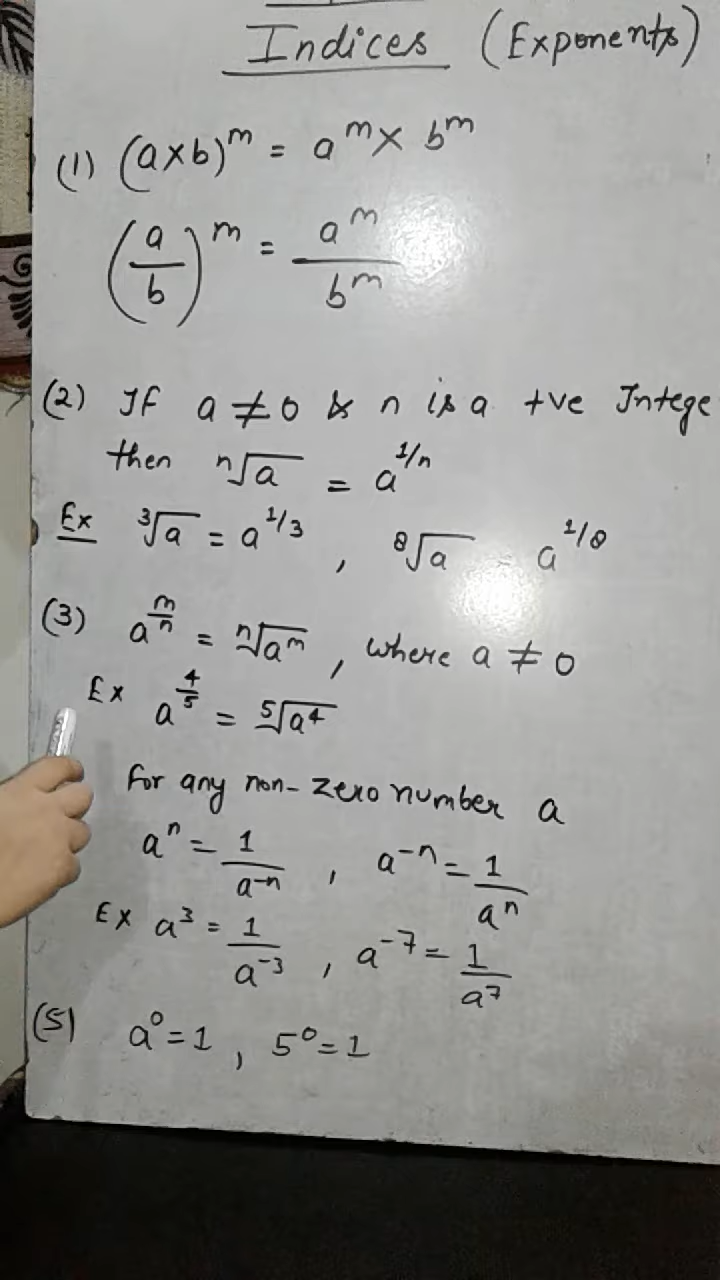 Indices (Exponents)
(1) (a×b)^m = a^m × b^m
(a/b)^m = a^m/b^m
(2) If a ≠ 0 & n is a +ve Intege
then ⁿ√a = a^1/n
Ex ³√a = a^1/3 , ⁸√a = a^1/8
(3) a^m/n = ⁿ√a^m , where a ≠ 0
Ex a^4/5 = ⁵√a^4
For any non-zero number a
a^n = 1/a^-n , a^-n = 1/a^n
Ex a^3 = 1/a^-3 , a^-7 = 1/a^7
(5) a^0 = 1 , 5^0 = 1